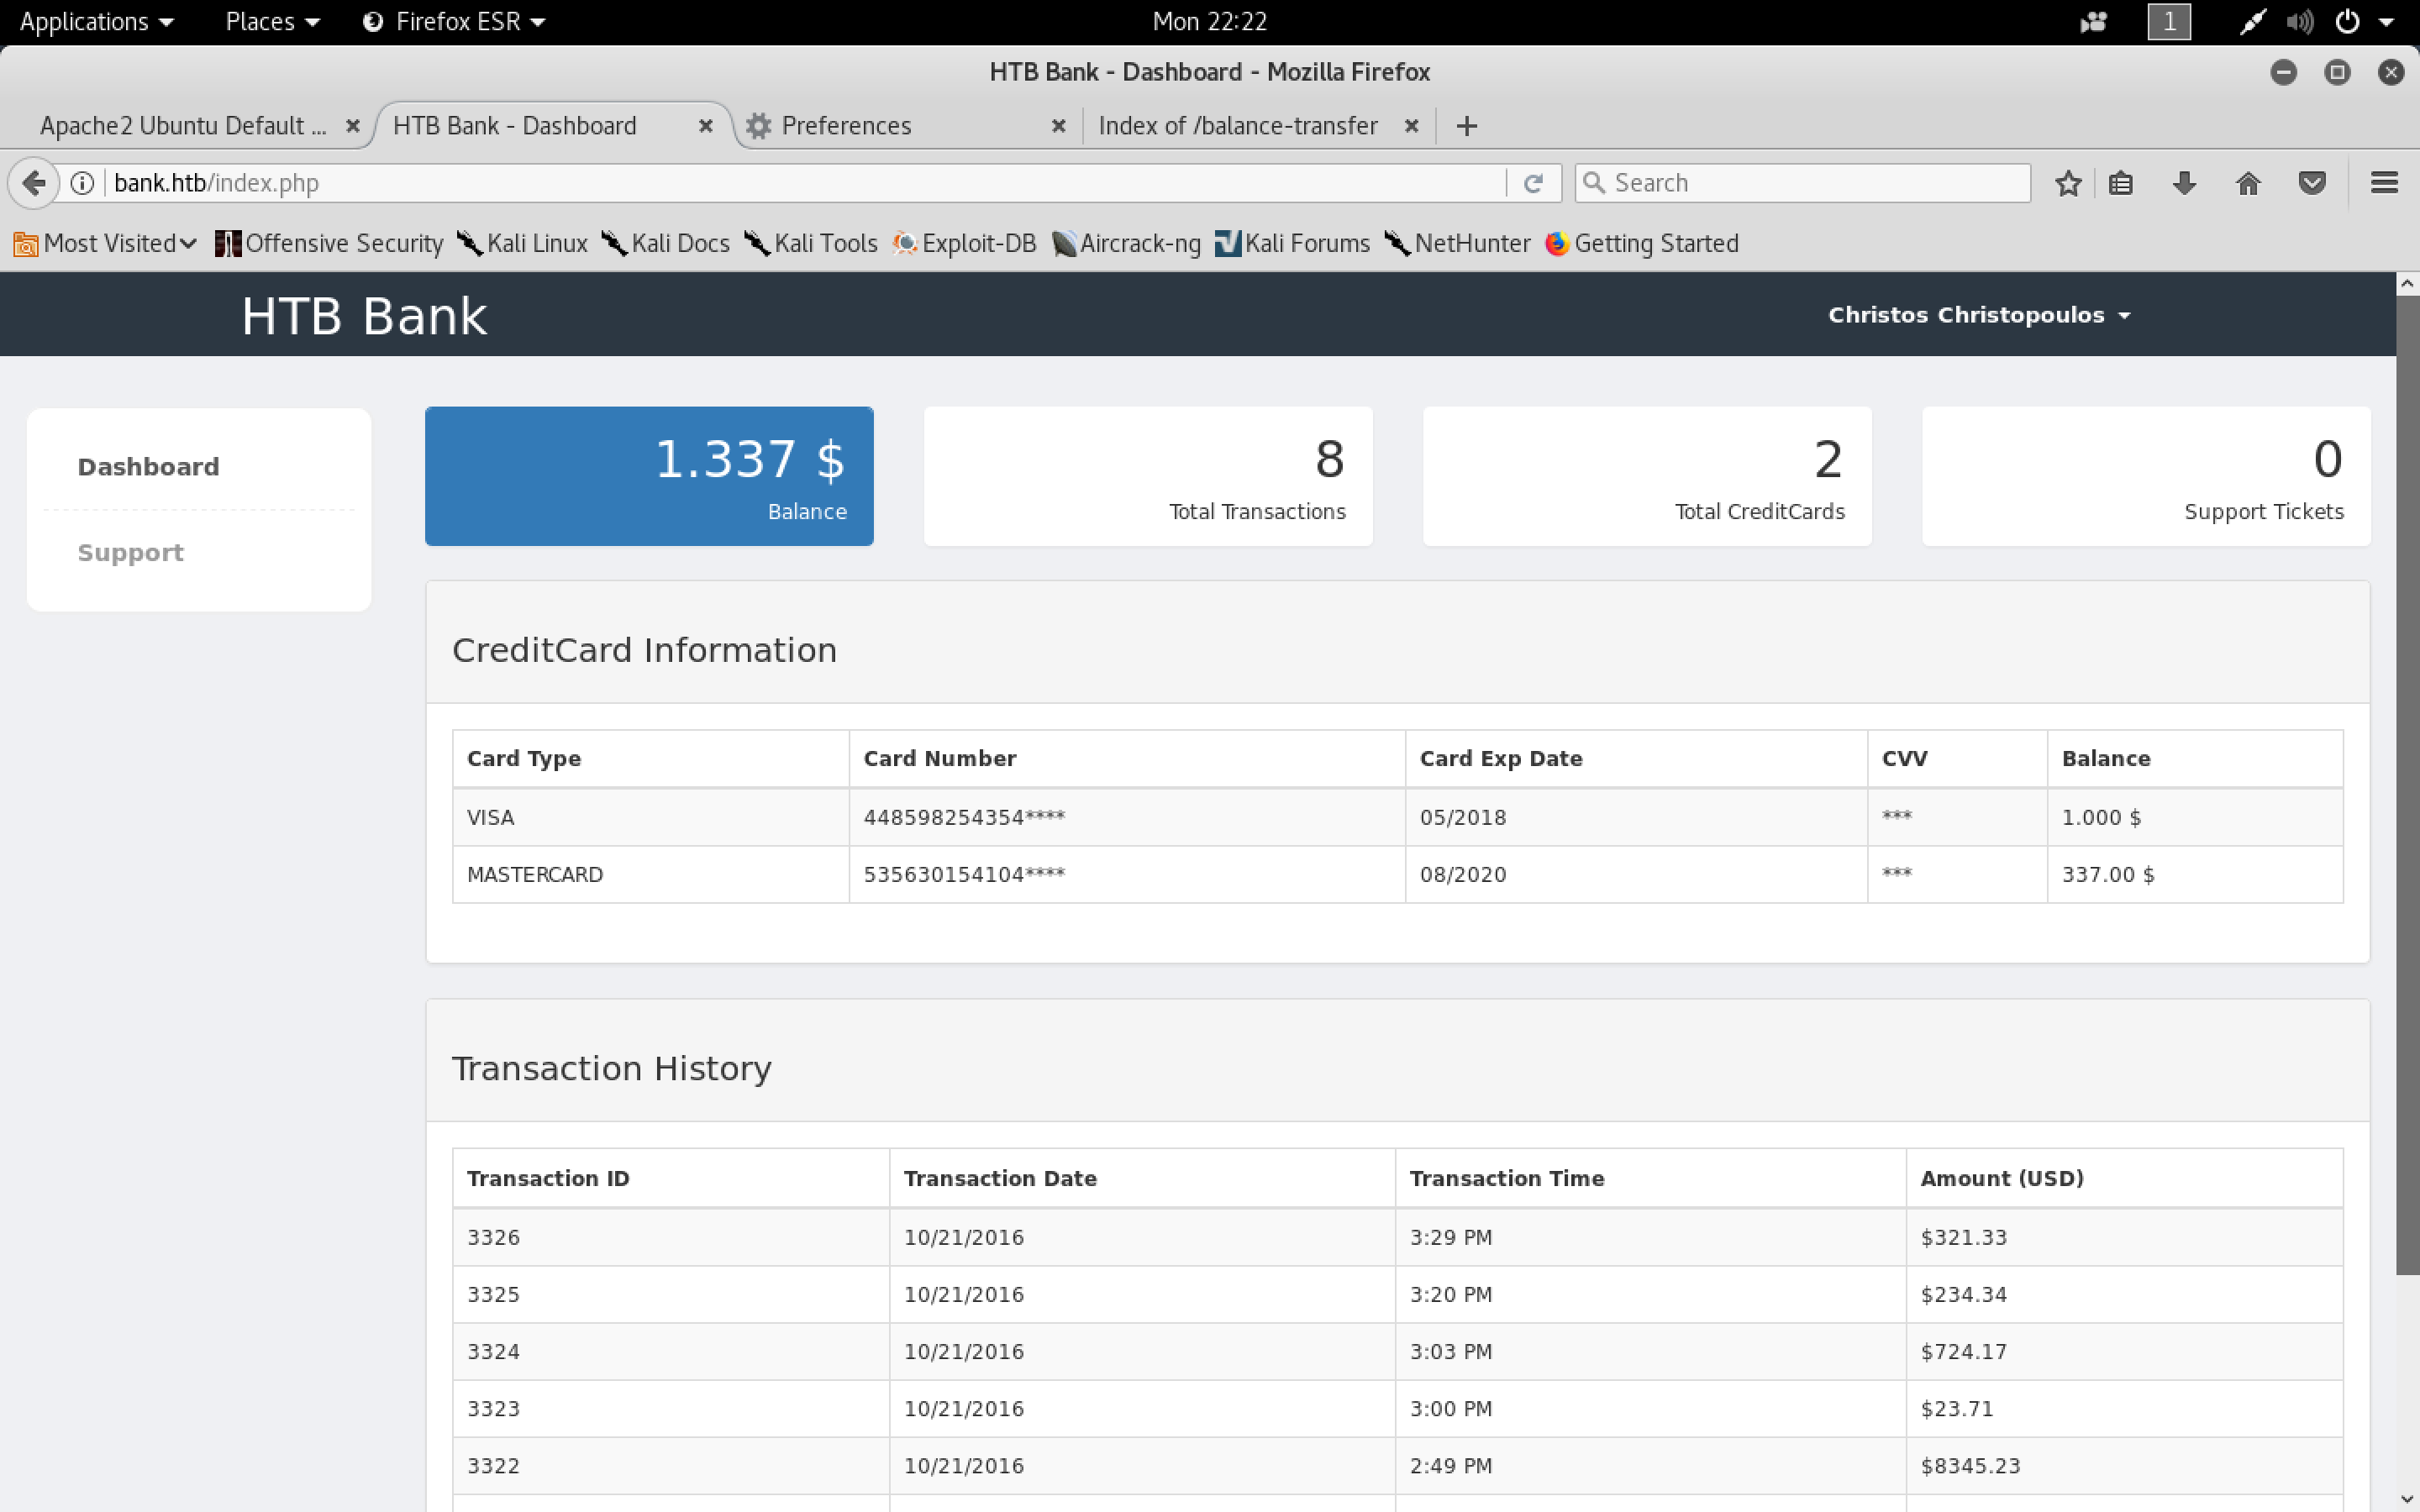 Applications Places Firefox ESR Mon 22:22 1
HTB Bank - Dashboard - Mozilla Firefox
Apache2 Ubuntu Default ... HTB Bank - Dashboard Preferences Index of /balance-transfer
bank.htb/index.php Search
Most Visited Offensive Security Kali Linux Kali Docs Kali Tools Exploit-DB Aircrack-ng Kali Forums NetHunter Getting Started
HTB Bank Christos Christopoulos
Dashboard
Support
1.337 $
Balance
8
Total Transactions
2
Total CreditCards
0
Support Tickets
CreditCard Information
Card Type Card Number Card Exp Date CVV Balance
VISA 448598254354**** 05/2018 *** 1.000 $
MASTERCARD 535630154104**** 08/2020 *** 337.00 $
Transaction History
Transaction ID Transaction Date Transaction Time Amount (USD)
3326 10/21/2016 3:29 PM $321.33
3325 10/21/2016 3:20 PM $234.34
3324 10/21/2016 3:03 PM $724.17
3323 10/21/2016 3:00 PM $23.71
3322 10/21/2016 2:49 PM $8345.23